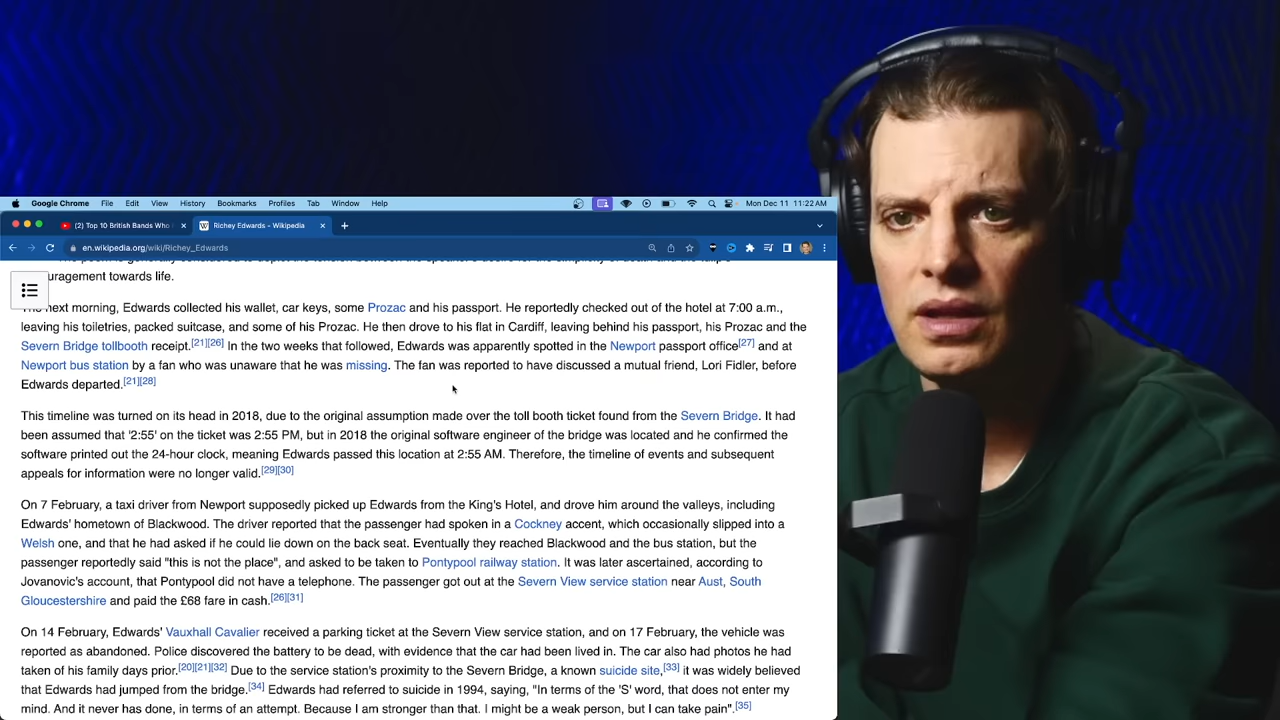 Google Chrome File Edit View History Bookmarks Profiles Tab Window Help Mon Dec 11 11:22 AM
(2) Top 10 British Bands Who Richey Edwards - Wikipedia
en.wikipedia.org/wiki/Richey_Edwards
uragement towards life.
next morning, Edwards collected his wallet, car keys, some Prozac and his passport. He reportedly checked out of the hotel at 7:00 a.m.,
leaving his toiletries, packed suitcase, and some of his Prozac. He then drove to his flat in Cardiff, leaving behind his passport, his Prozac and the
Severn Bridge tollbooth receipt.[21][26] In the two weeks that followed, Edwards was apparently spotted in the Newport passport office[27] and at
Newport bus station by a fan who was unaware that he was missing. The fan was reported to have discussed a mutual friend, Lori Fidler, before
Edwards departed.[21][28]
This timeline was turned on its head in 2018, due to the original assumption made over the toll booth ticket found from the Severn Bridge. It had
been assumed that '2:55' on the ticket was 2:55 PM, but in 2018 the original software engineer of the bridge was located and he confirmed the
software printed out the 24-hour clock, meaning Edwards passed this location at 2:55 AM. Therefore, the timeline of events and subsequent
appeals for information were no longer valid.[29][30]
On 7 February, a taxi driver from Newport supposedly picked up Edwards from the King's Hotel, and drove him around the valleys, including
Edwards' hometown of Blackwood. The driver reported that the passenger had spoken in a Cockney accent, which occasionally slipped into a
Welsh one, and that he had asked if he could lie down on the back seat. Eventually they reached Blackwood and the bus station, but the
passenger reportedly said "this is not the place", and asked to be taken to Pontypool railway station. It was later ascertained, according to
Jovanovic's account, that Pontypool did not have a telephone. The passenger got out at the Severn View service station near Aust, South
Gloucestershire and paid the £68 fare in cash.[26][31]
On 14 February, Edwards' Vauxhall Cavalier received a parking ticket at the Severn View service station, and on 17 February, the vehicle was
reported as abandoned. Police discovered the battery to be dead, with evidence that the car had been lived in. The car also had photos he had
taken of his family days prior.[20][21][32] Due to the service station's proximity to the Severn Bridge, a known suicide site,[33] it was widely believed
that Edwards had jumped from the bridge.[34] Edwards had referred to suicide in 1994, saying, "In terms of the 'S' word, that does not enter my
mind. And it never has done, in terms of an attempt. Because I am stronger than that. I might be a weak person, but I can take pain".[35]